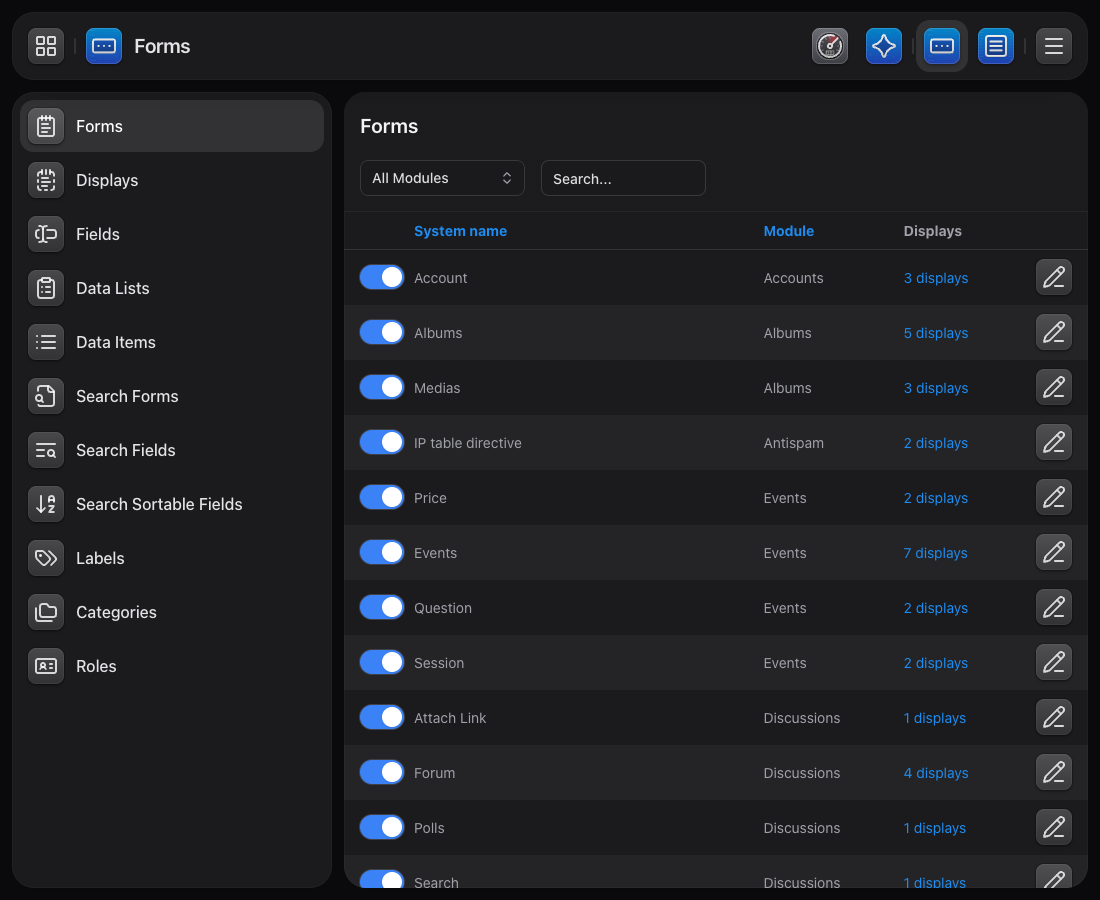 Forms
Forms
Displays
Fields
Data Lists
Data Items
Search Forms
Search Fields
Search Sortable Fields
Labels
Categories
Roles
Forms
All Modules Search...
System name Module Displays
Account Accounts 3 displays
Albums Albums 5 displays
Medias Albums 3 displays
IP table directive Antispam 2 displays
Price Events 2 displays
Events Events 7 displays
Question Events 2 displays
Session Events 2 displays
Attach Link Discussions 1 displays
Forum Discussions 4 displays
Polls Discussions 1 displays
Search Discussions 1 displays